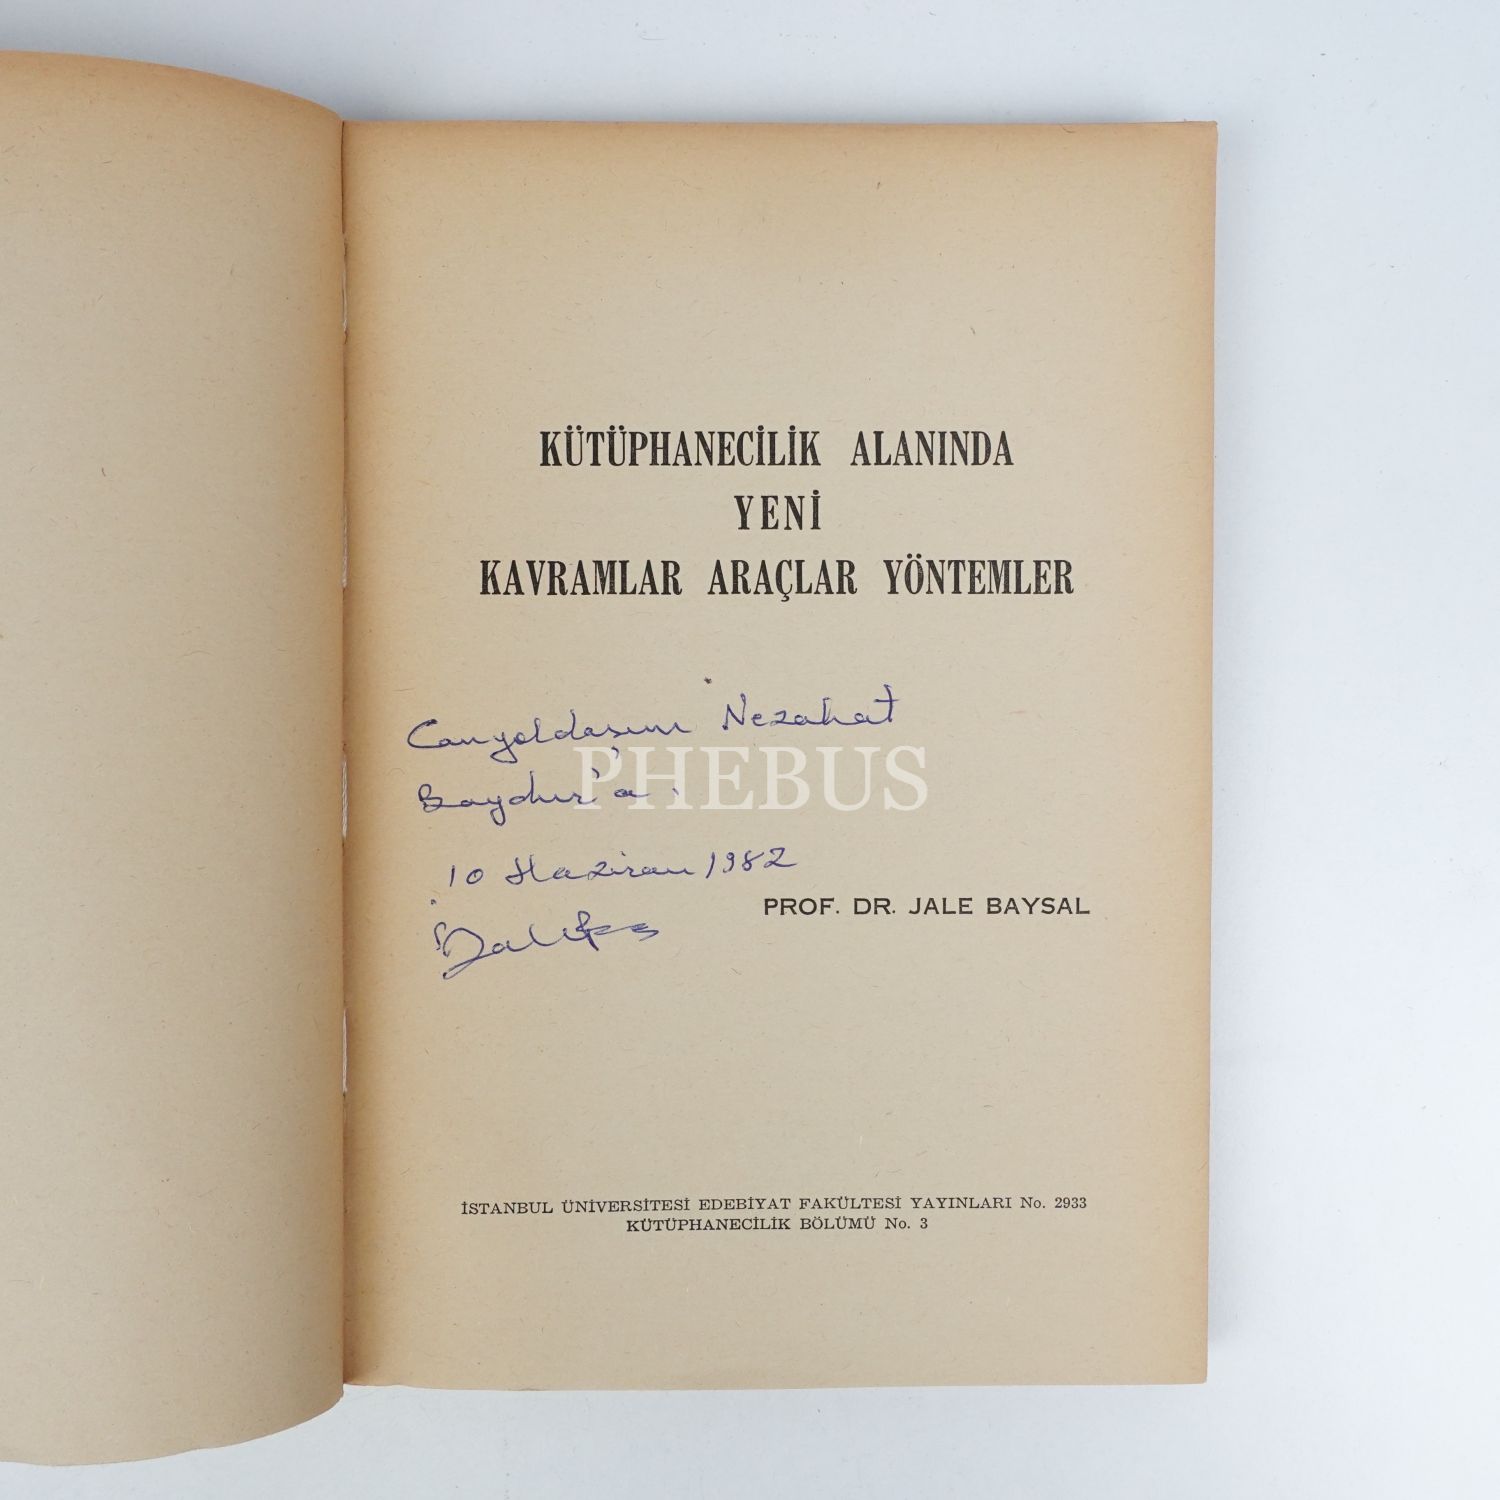 KÜTÜPHANECİLİK ALANINDA
YENİ
KAVRAMLAR ARAÇLAR YÖNTEMLER
Canyoldaşım Nezahat
PHEBUS
Baydur'a.
10 Haziran 1982
PROF. DR. JALE BAYSAL
İSTANBUL ÜNİVERSİTESİ EDEBİYAT FAKÜLTESİ YAYINLARI No. 2933
KÜTÜPHANECİLİK BÖLÜMÜ No. 3